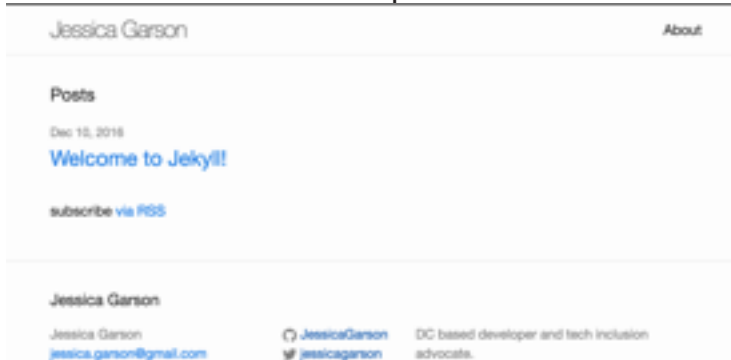 Jessica Garson
About
Posts
Dec 10, 2016
Welcome to Jekyll!
subscribe via RSS
Jessica Garson
Jessica Garson
jessica.garson@gmail.com
JessicaGarson
jessicagarson
DC based developer and tech inclusion
advocate.